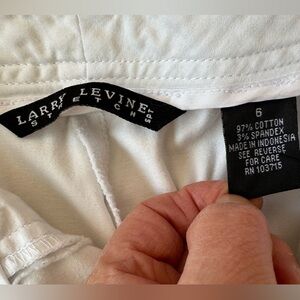 LARRY LEVINE
STRETCH
6
97% COTTON
3% SPANDEX
MADE IN INDONESIA
SEE REVERSE
FOR CARE
RN 103715